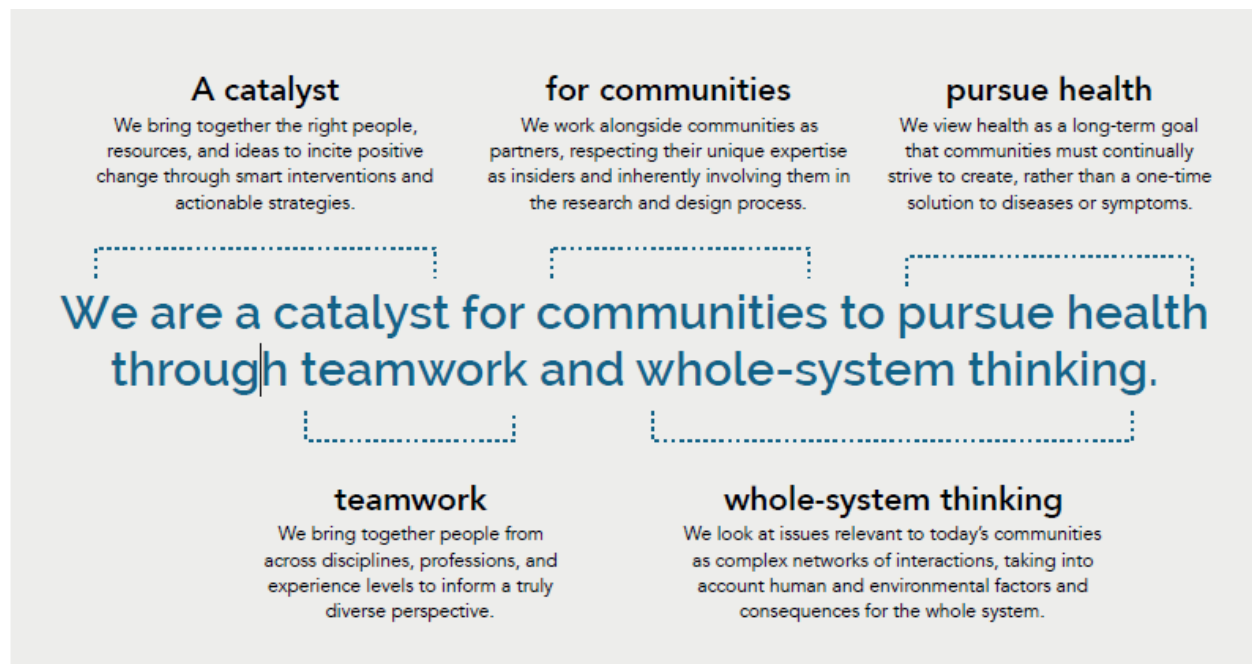 A catalyst
We bring together the right people,
resources, and ideas to incite positive
change through smart interventions and
actionable strategies.
for communities
We work alongside communities as
partners, respecting their unique expertise
as insiders and inherently involving them in
the research and design process.
pursue health
We view health as a long-term goal
that communities must continually
strive to create, rather than a one-time
solution to diseases or symptoms.
We are a catalyst for communities to pursue health
through teamwork and whole-system thinking.
teamwork
We bring together people from
across disciplines, professions, and
experience levels to inform a truly
diverse perspective.
whole-system thinking
We look at issues relevant to today's communities
as complex networks of interactions, taking into
account human and environmental factors and
consequences for the whole system.